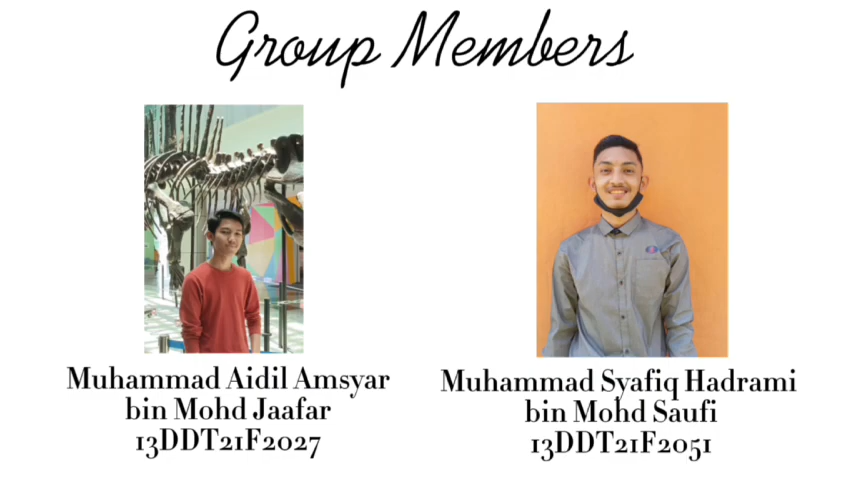 Group Members
Muhammad Aidil Amsyar
bin Mohd Jaafar
13DDT21F2027
Muhammad Syafiq Hadrami
bin Mohd Saufi
13DDT21F2051